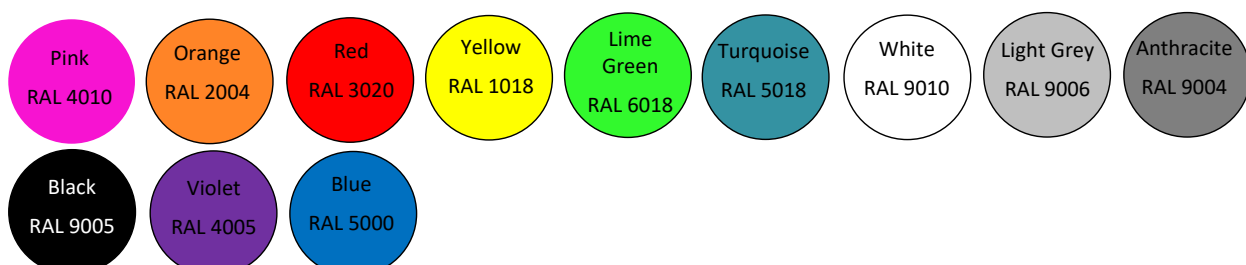 Pink
RAL 4010
Orange
RAL 2004
Red
RAL 3020
Yellow
RAL 1018
Lime
Green
RAL 6018
Turquoise
RAL 5018
White
RAL 9010
Light Grey
RAL 9006
Anthracite
RAL 9004
Black
RAL 9005
Violet
RAL 4005
Blue
RAL 5000